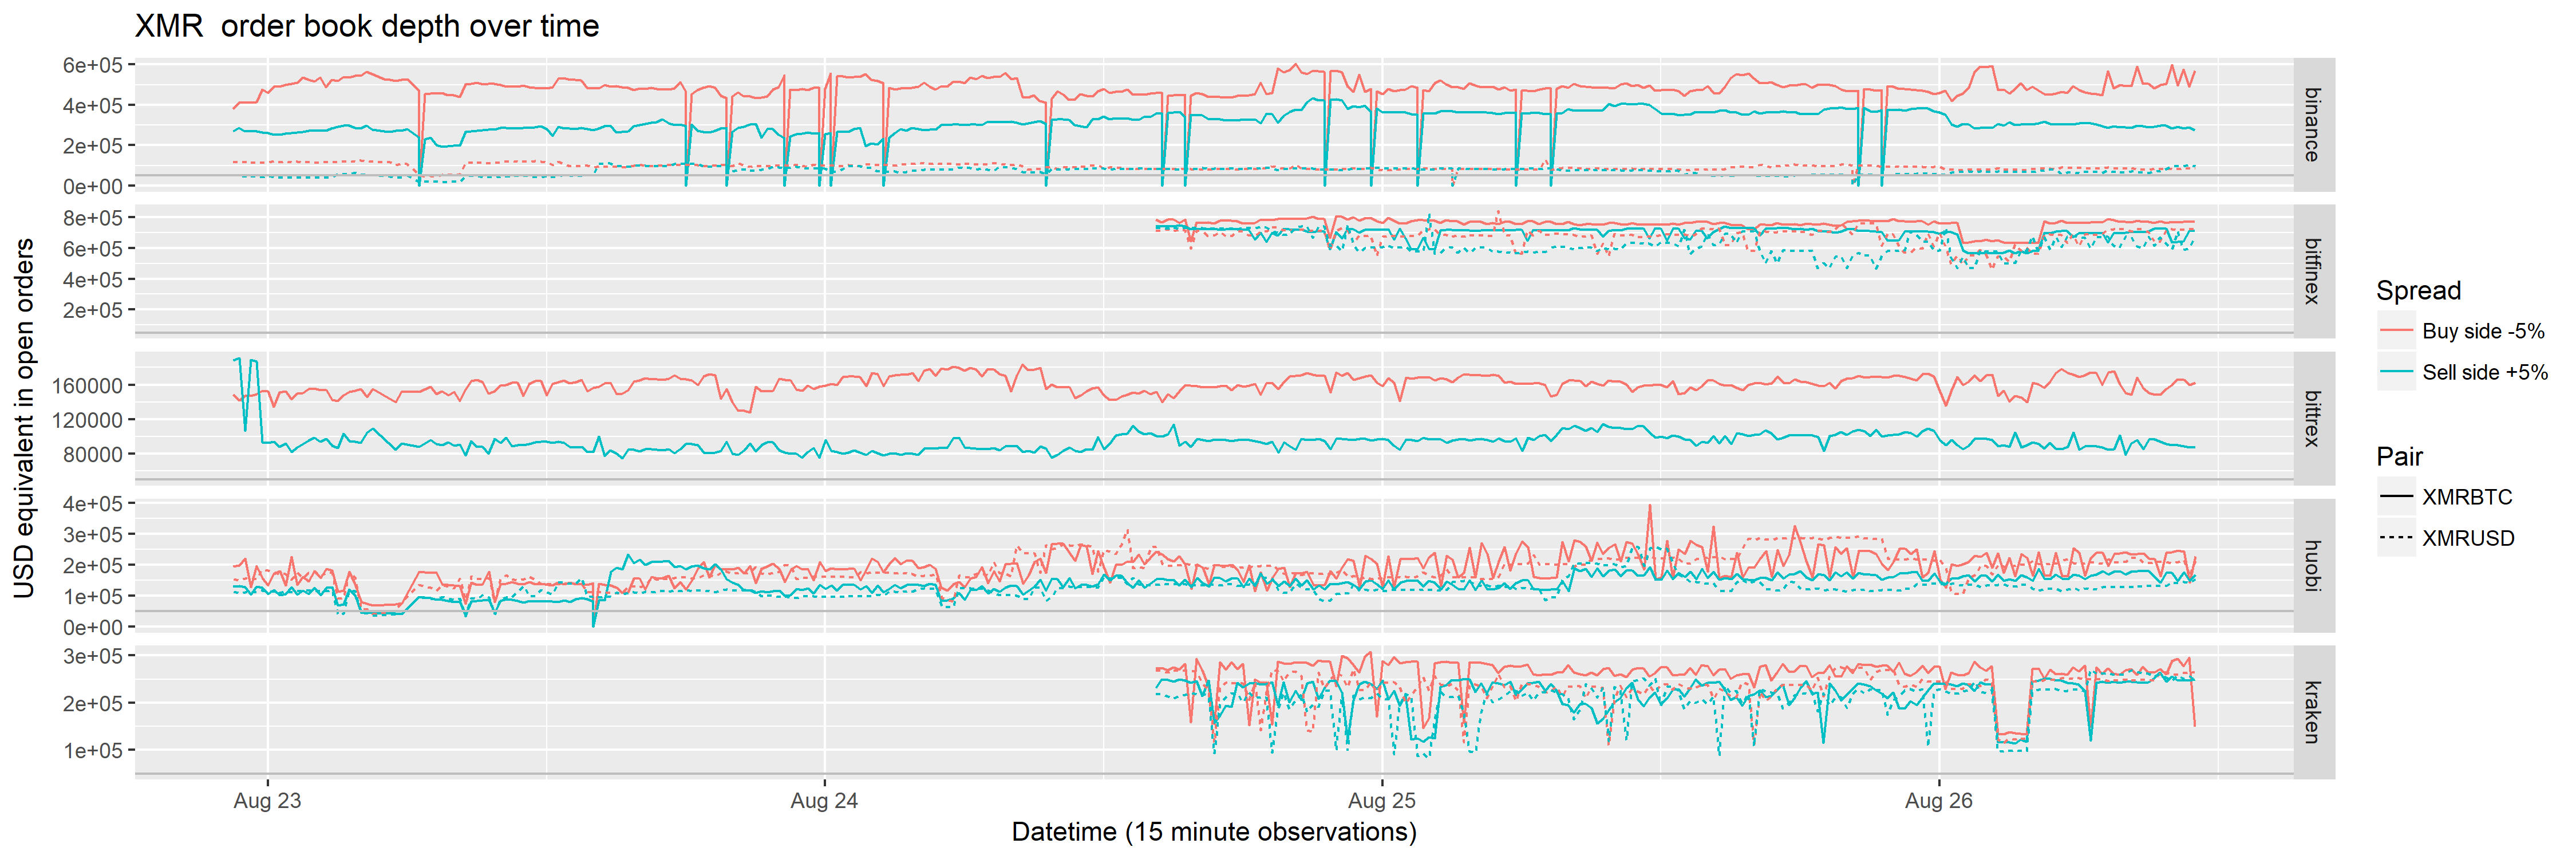 XMR  order book depth over time
USD equivalent in open orders
6e+05
4e+05
2e+05
0e+00
binance
8e+05
6e+05
4e+05
2e+05
bitfinex
160000
120000
80000
bittrex
4e+05
3e+05
2e+05
1e+05
0e+00
huobi
3e+05
2e+05
1e+05
kraken
Aug 23
Aug 24
Aug 25
Aug 26
Datetime (15 minute observations)
Spread
Buy side -5%
Sell side +5%
Pair
XMRBTC
XMRUSD